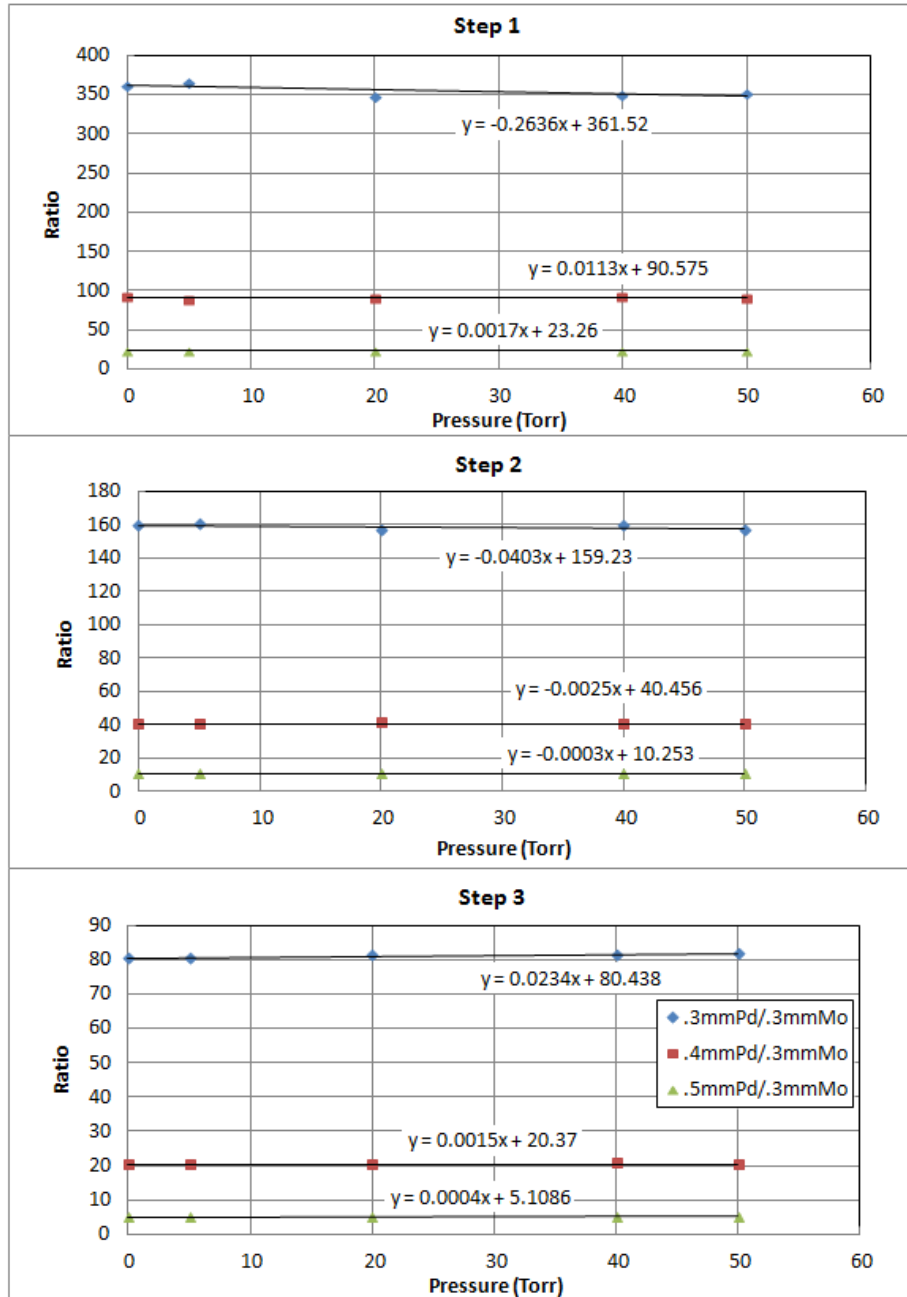 Step 1
400
350
300
250
200
150
100
50
0
Ratio
y = -0.2636x + 361.52
y = 0.0113x + 90.575
y = 0.0017x + 23.26
0 10 20 30 40 50 60
Pressure (Torr)
Step 2
180
160
140
120
100
80
60
40
20
0
Ratio
y = -0.0403x + 159.23
y = -0.0025x + 40.456
y = -0.0003x + 10.253
0 10 20 30 40 50 60
Pressure (Torr)
Step 3
90
80
70
60
50
40
30
20
10
0
Ratio
y = 0.0234x + 80.438
.3mmPd/.3mmMo
.4mmPd/.3mmMo
.5mmPd/.3mmMo
y = 0.0015x + 20.37
y = 0.0004x + 5.1086
0 10 20 30 40 50 60
Pressure (Torr)